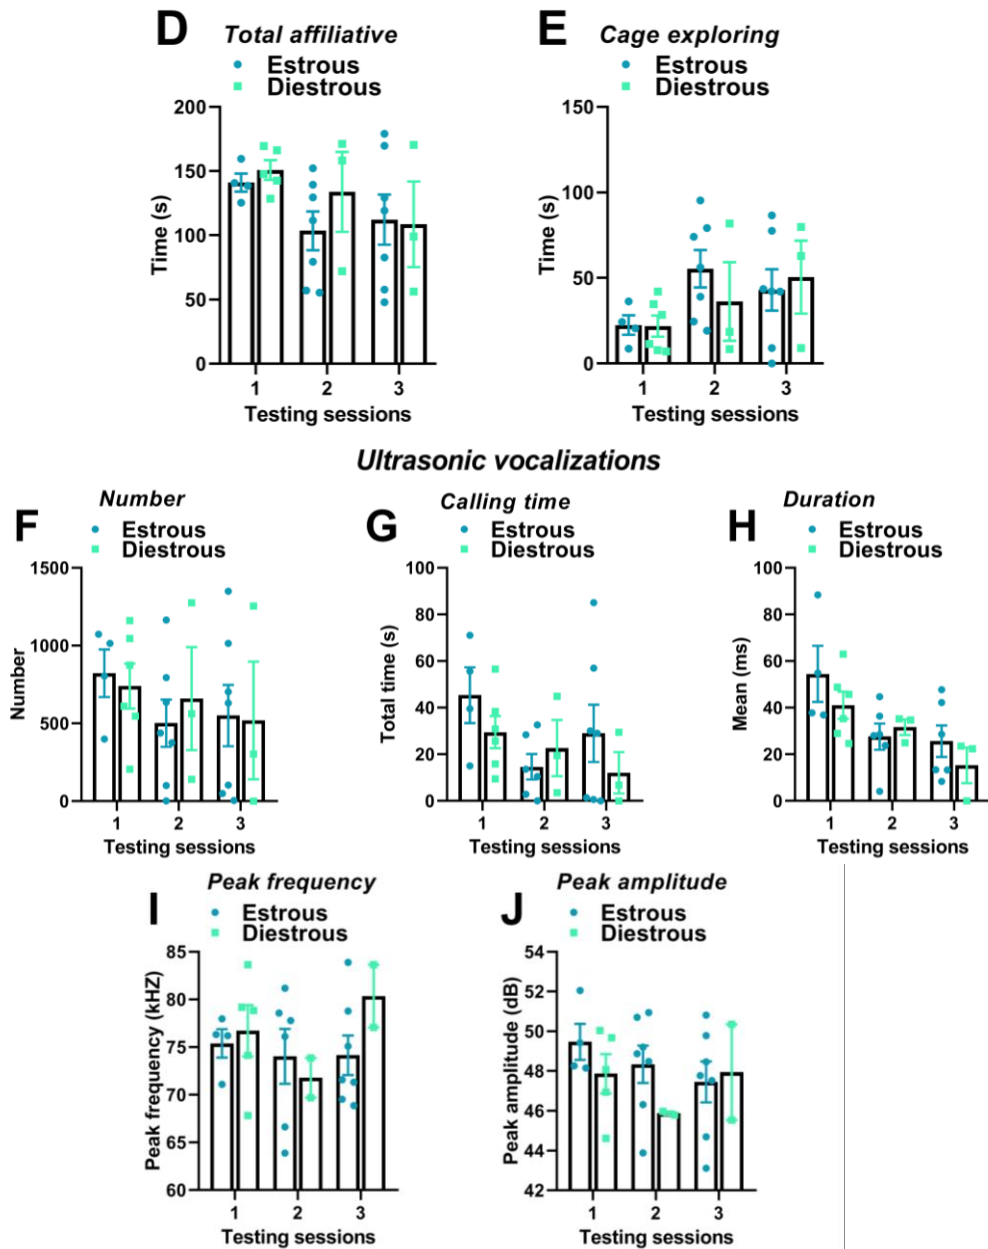 D Total affiliative
Estrous
Diestrous
200
150
100
50
0
Time (s)
1 2 3
Testing sessions
E Cage exploring
Estrous
Diestrous
150
100
50
0
Time (s)
1 2 3
Testing sessions
Ultrasonic vocalizations
F Number
Estrous
Diestrous
1500
1000
500
0
Number
1 2 3
Testing sessions
G Calling time
Estrous
Diestrous
100
80
60
40
20
0
Total time (s)
1 2 3
Testing sessions
H Duration
Estrous
Diestrous
100
80
60
40
20
0
Mean (ms)
1 2 3
Testing sessions
I Peak frequency
Estrous
Diestrous
85
80
75
70
65
60
Peak frequency (kHZ)
1 2 3
Testing sessions
J Peak amplitude
Estrous
Diestrous
54
52
50
48
46
44
42
Peak amplitude (dB)
1 2 3
Testing sessions